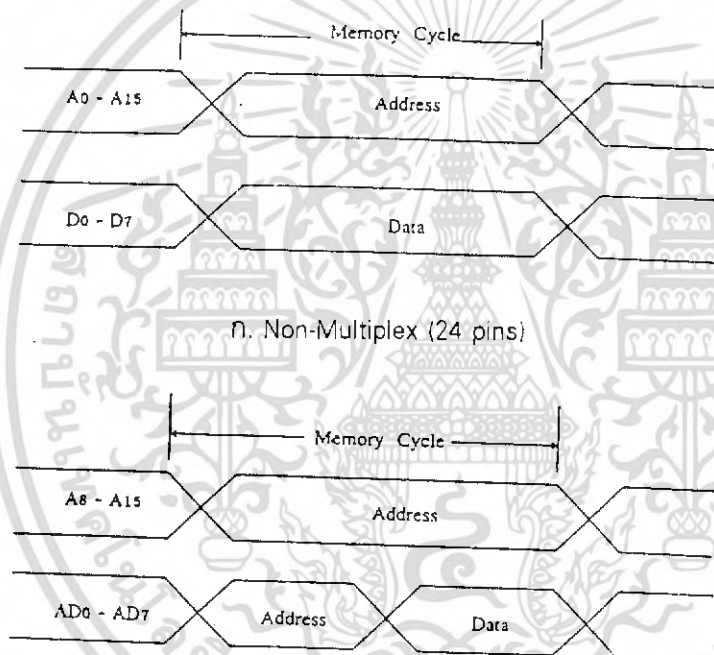 Memory Cycle
A0 - A15 Address
D0 - D7 Data
ก. Non-Multiplex (24 pins)
Memory Cycle
A8 - A15 Address
AD0 - AD7 Address Data